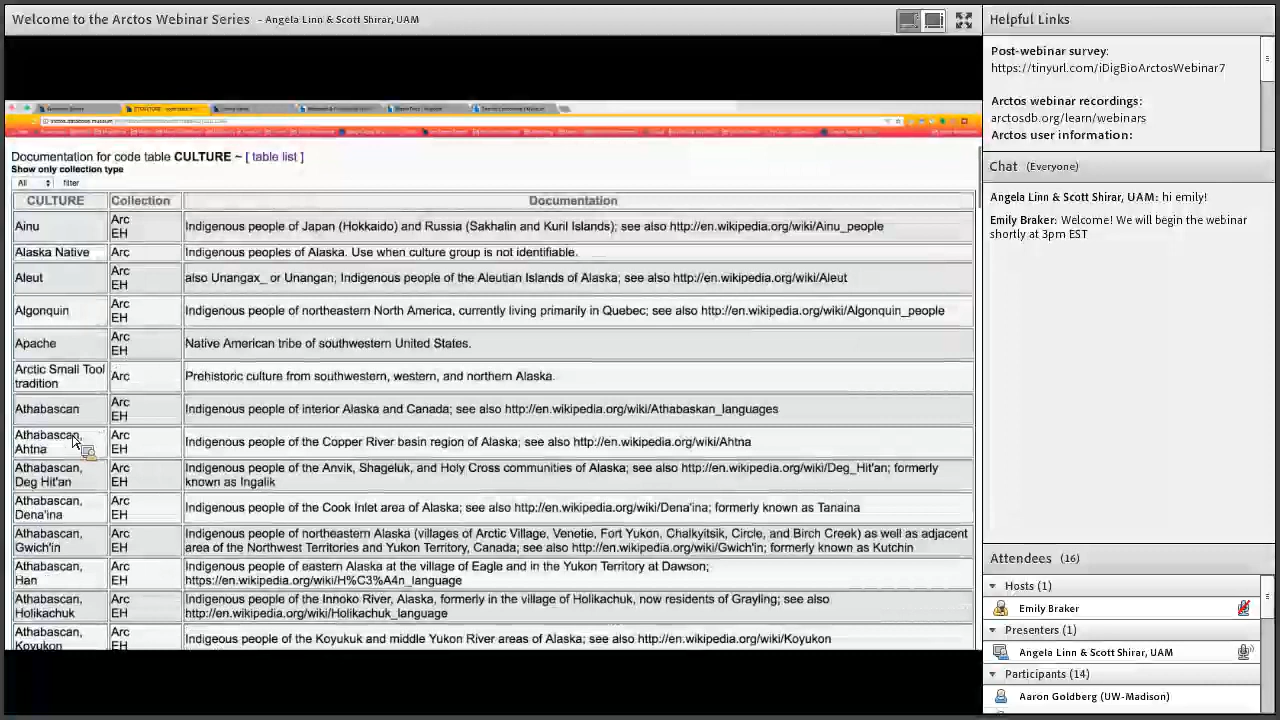 Welcome to the Arctos Webinar Series - Angela Linn & Scott Shirar, UAM
Documentation for code table CULTURE ~ [ table list ]
Show only collection type
All filter
CULTURE Collection Documentation
Ainu Arc EH Indigenous people of Japan (Hokkaido) and Russia (Sakhalin and Kuril Islands); see also http://en.wikipedia.org/wiki/Ainu_people
Alaska Native Arc Indigenous peoples of Alaska. Use when culture group is not identifiable.
Aleut Arc EH also Unangax_ or Unangan; Indigenous people of the Aleutian Islands of Alaska; see also http://en.wikipedia.org/wiki/Aleut
Algonquin Arc EH Indigenous people of northeastern North America, currently living primarily in Quebec; see also http://en.wikipedia.org/wiki/Algonquin_people
Apache Arc EH Native American tribe of southwestern United States.
Arctic Small Tool tradition Arc Prehistoric culture from southwestern, western, and northern Alaska.
Athabascan Arc EH Indigenous people of interior Alaska and Canada; see also http://en.wikipedia.org/wiki/Athabaskan_languages
Athabascan, Ahtna Arc EH Indigenous people of the Copper River basin region of Alaska; see also http://en.wikipedia.org/wiki/Ahtna
Athabascan, Deg Hit'an Arc EH Indigenous people of the Anvik, Shageluk, and Holy Cross communities of Alaska; see also http://en.wikipedia.org/wiki/Deg_Hit'an; formerly
known as Ingalik
Athabascan, Dena'ina Arc EH Indigenous people of the Cook Inlet area of Alaska; see also http://en.wikipedia.org/wiki/Dena'ina; formerly known as Tanaina
Athabascan, Gwich'in Arc EH Indigenous people of northeastern Alaska (villages of Arctic Village, Venetie, Fort Yukon, Chalkyitsik, Circle, and Birch Creek) as well as adjacent
area of the Northwest Territories and Yukon Territory, Canada; see also http://en.wikipedia.org/wiki/Gwich'in; formerly known as Kutchin
Athabascan, Han Arc EH Indigenous people of eastern Alaska at the village of Eagle and in the Yukon Territory at Dawson;
https://en.wikipedia.org/wiki/H%C3%A4n_language
Athabascan, Holikachuk Arc EH Indigenous people of the Innoko River, Alaska, formerly in the village of Holikachuk, now residents of Grayling; see also
http://en.wikipedia.org/wiki/Holikachuk_language
Athabascan, Koyukon Arc EH Indigeous people of the Koyukuk and middle Yukon River areas of Alaska; see also http://en.wikipedia.org/wiki/Koyukon
Helpful Links
Post-webinar survey:
https://tinyurl.com/iDigBioArctosWebinar7
Arctos webinar recordings:
arctosdb.org/learn/webinars
Arctos user information:
Chat (Everyone)
Angela Linn & Scott Shirar, UAM: hi emily!
Emily Braker: Welcome! We will begin the webinar
shortly at 3pm EST
Attendees (16)
Hosts (1)
Emily Braker
Presenters (1)
Angela Linn & Scott Shirar, UAM
Participants (14)
Aaron Goldberg (UW-Madison)